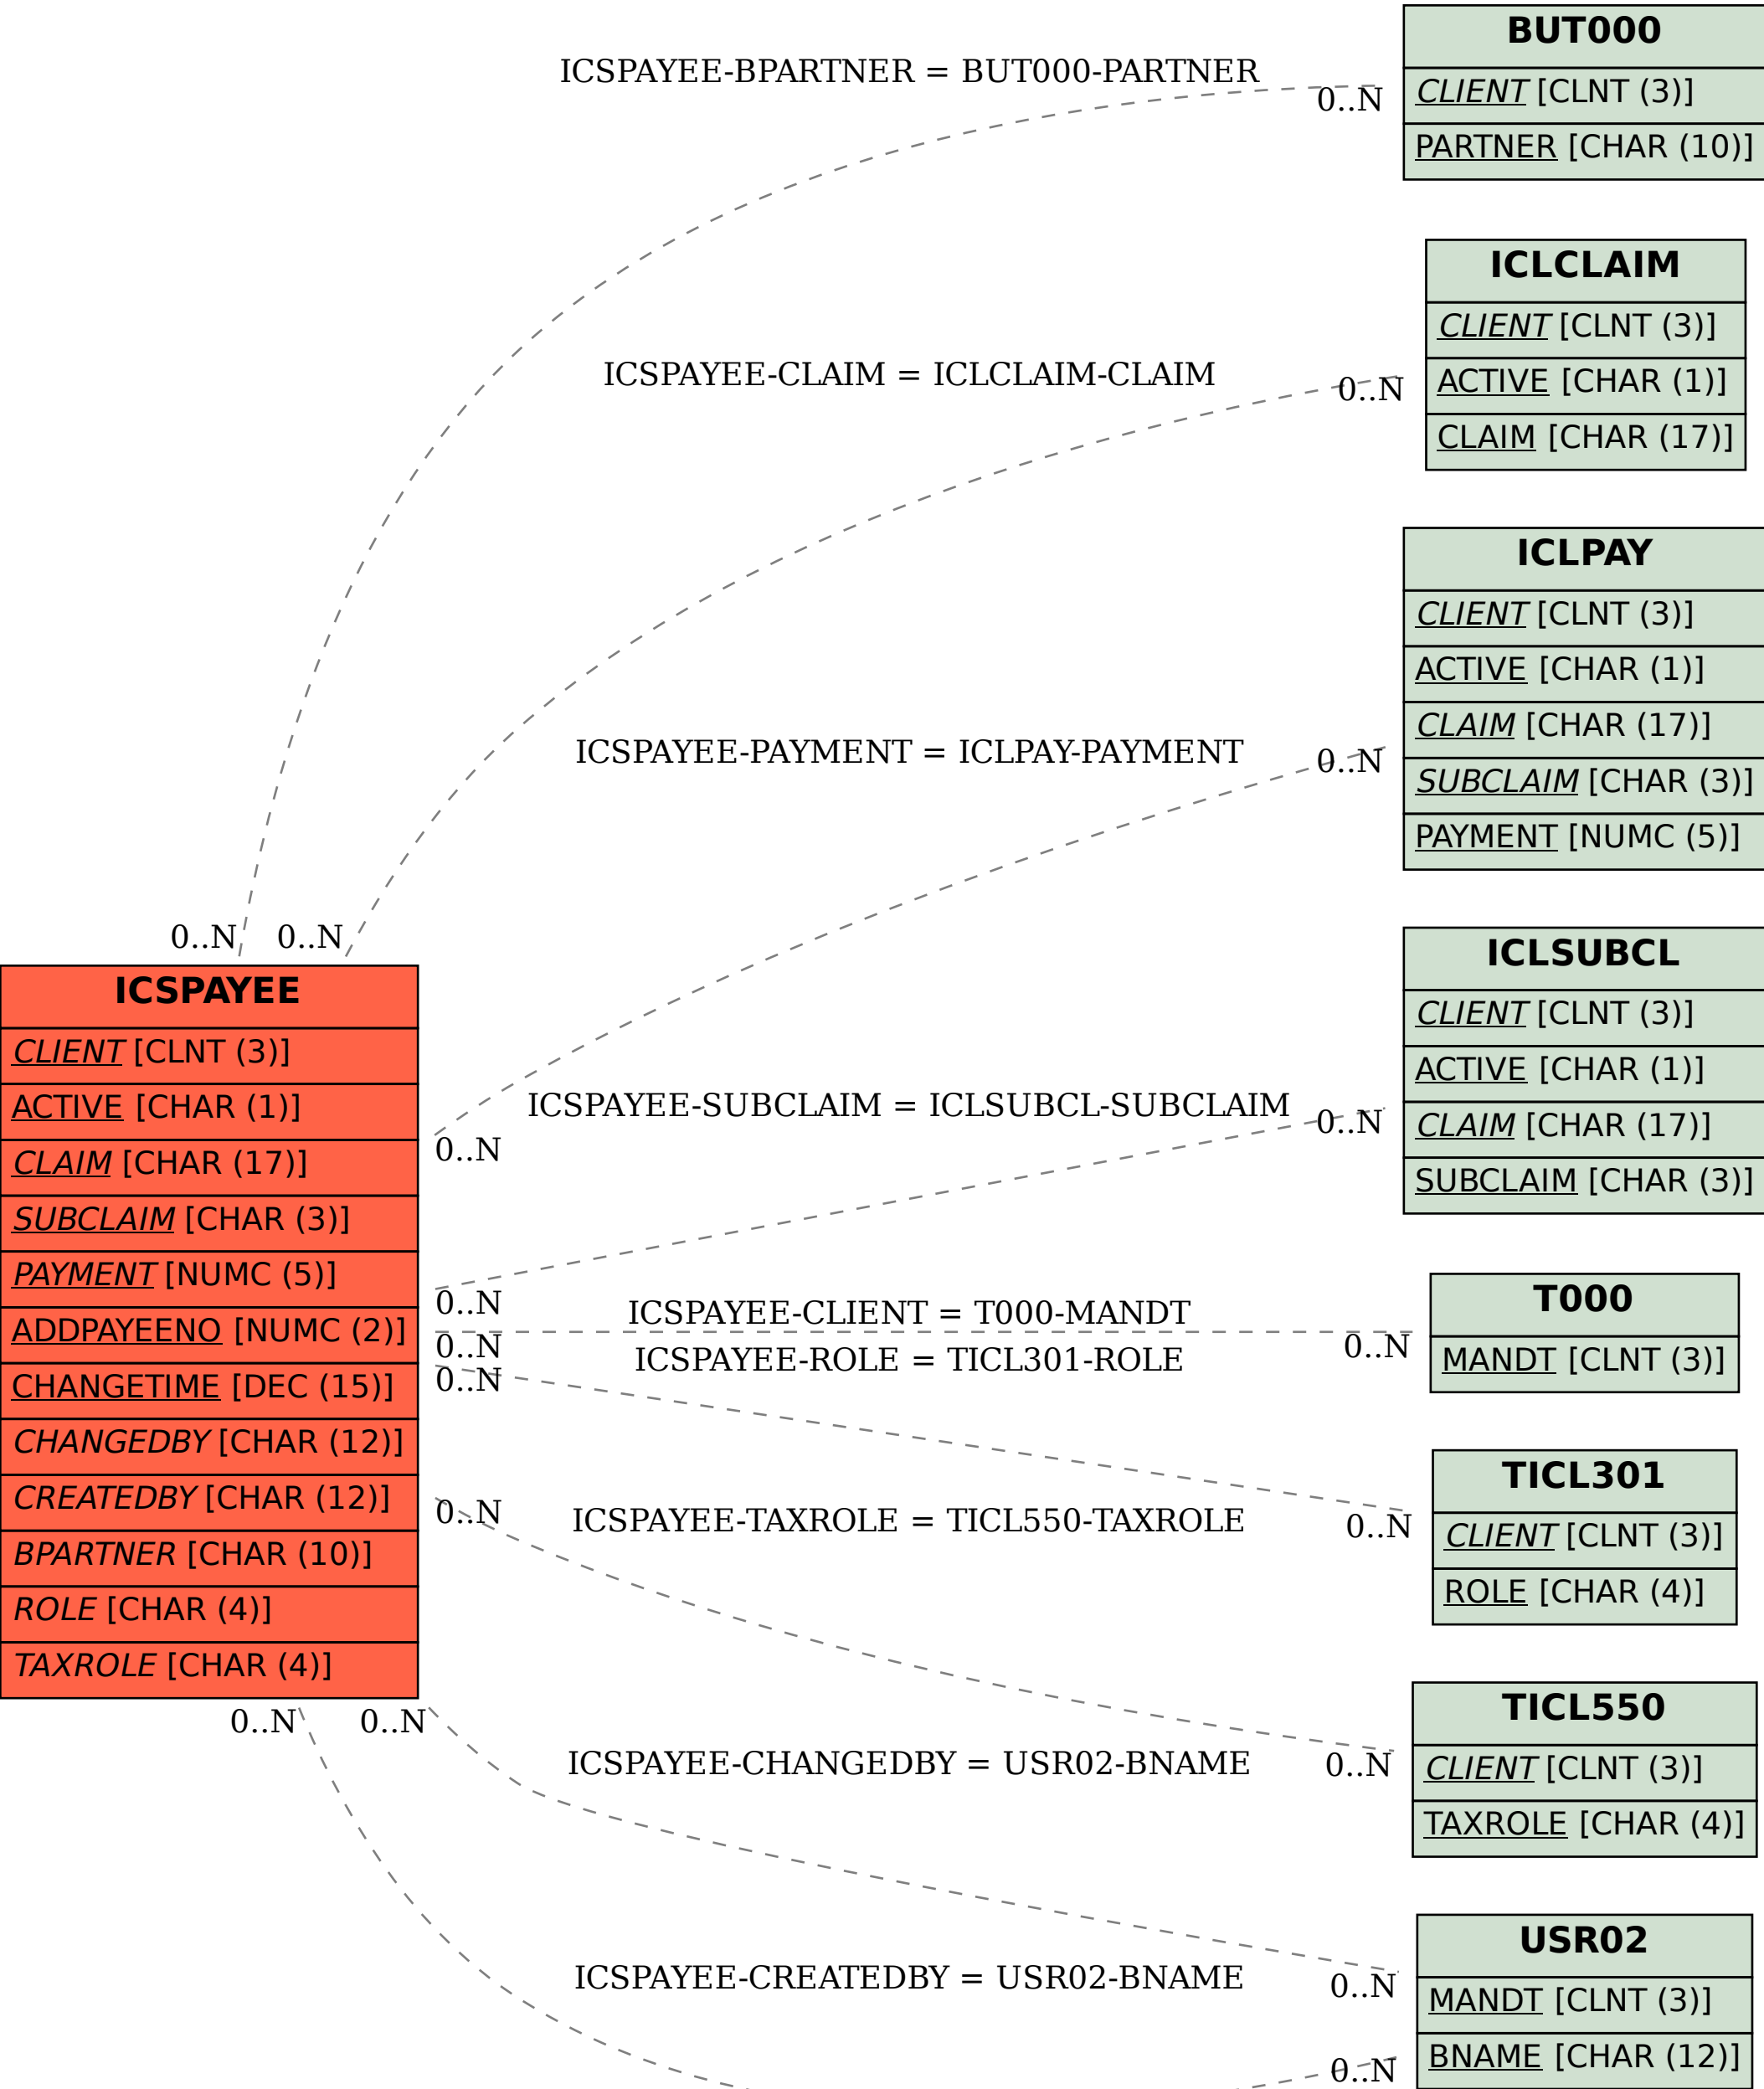 BUT000
CLIENT [CLNT (3)]
PARTNER [CHAR (10)]
ICSPAYEE-BPARTNER = BUT000-PARTNER
0..N
ICLCLAIM
CLIENT [CLNT (3)]
ACTIVE [CHAR (1)]
CLAIM [CHAR (17)]
ICSPAYEE-CLAIM = ICLCLAIM-CLAIM
0..N
ICLPAY
CLIENT [CLNT (3)]
ACTIVE [CHAR (1)]
CLAIM [CHAR (17)]
SUBCLAIM [CHAR (3)]
PAYMENT [NUMC (5)]
ICSPAYEE-PAYMENT = ICLPAY-PAYMENT
0..N
0..N
0..N
ICSPAYEE
CLIENT [CLNT (3)]
ACTIVE [CHAR (1)]
CLAIM [CHAR (17)]
SUBCLAIM [CHAR (3)]
PAYMENT [NUMC (5)]
ADDPAYEENO [NUMC (2)]
CHANGETIME [DEC (15)]
CHANGEDBY [CHAR (12)]
CREATEDBY [CHAR (12)]
BPARTNER [CHAR (10)]
ROLE [CHAR (4)]
TAXROLE [CHAR (4)]
0..N
0..N
0..N
0..N
0..N
0..N
0..N
ICLSUBCL
CLIENT [CLNT (3)]
ACTIVE [CHAR (1)]
CLAIM [CHAR (17)]
SUBCLAIM [CHAR (3)]
ICSPAYEE-SUBCLAIM = ICLSUBCL-SUBCLAIM
0..N
T000
MANDT [CLNT (3)]
ICSPAYEE-CLIENT = T000-MANDT
0..N
ICSPAYEE-ROLE = TICL301-ROLE
TICL301
CLIENT [CLNT (3)]
ROLE [CHAR (4)]
0..N
ICSPAYEE-TAXROLE = TICL550-TAXROLE
TICL550
CLIENT [CLNT (3)]
TAXROLE [CHAR (4)]
0..N
ICSPAYEE-CHANGEDBY = USR02-BNAME
USR02
MANDT [CLNT (3)]
BNAME [CHAR (12)]
0..N
ICSPAYEE-CREATEDBY = USR02-BNAME
0..N